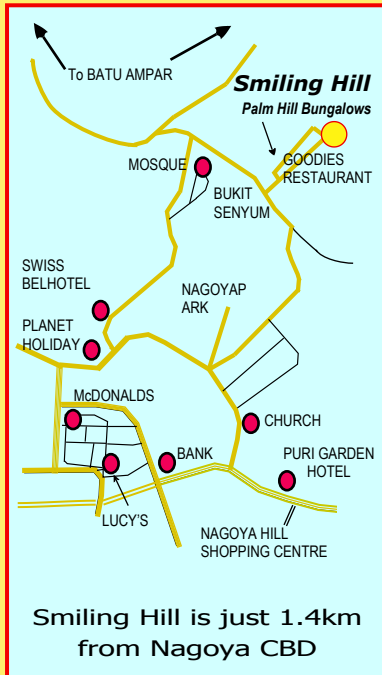 To BATU AMPAR
Smiling Hill
Palm Hill Bungalows
MOSQUE
GOODIES
RESTAURANT
BUKIT
SENYUM
SWISS
BELHOTEL
NAGOYAP
ARK
PLANET
HOLIDAY
McDONALDS
CHURCH
BANK
PURI GARDEN
HOTEL
LUCY'S
NAGOYA HILL
SHOPPING CENTRE
Smiling Hill is just 1.4km
from Nagoya CBD